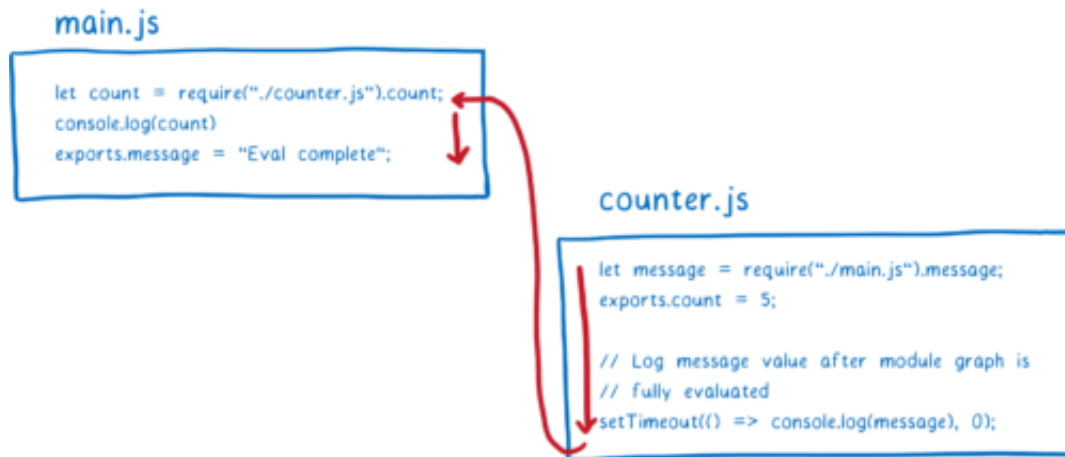 main.js
let count = require("./counter.js").count;
console.log(count)
exports.message = "Eval complete";
counter.js
let message = require("./main.js").message;
exports.count = 5;
// Log message value after module graph is
// fully evaluated
setTimeout(() => console.log(message), 0);